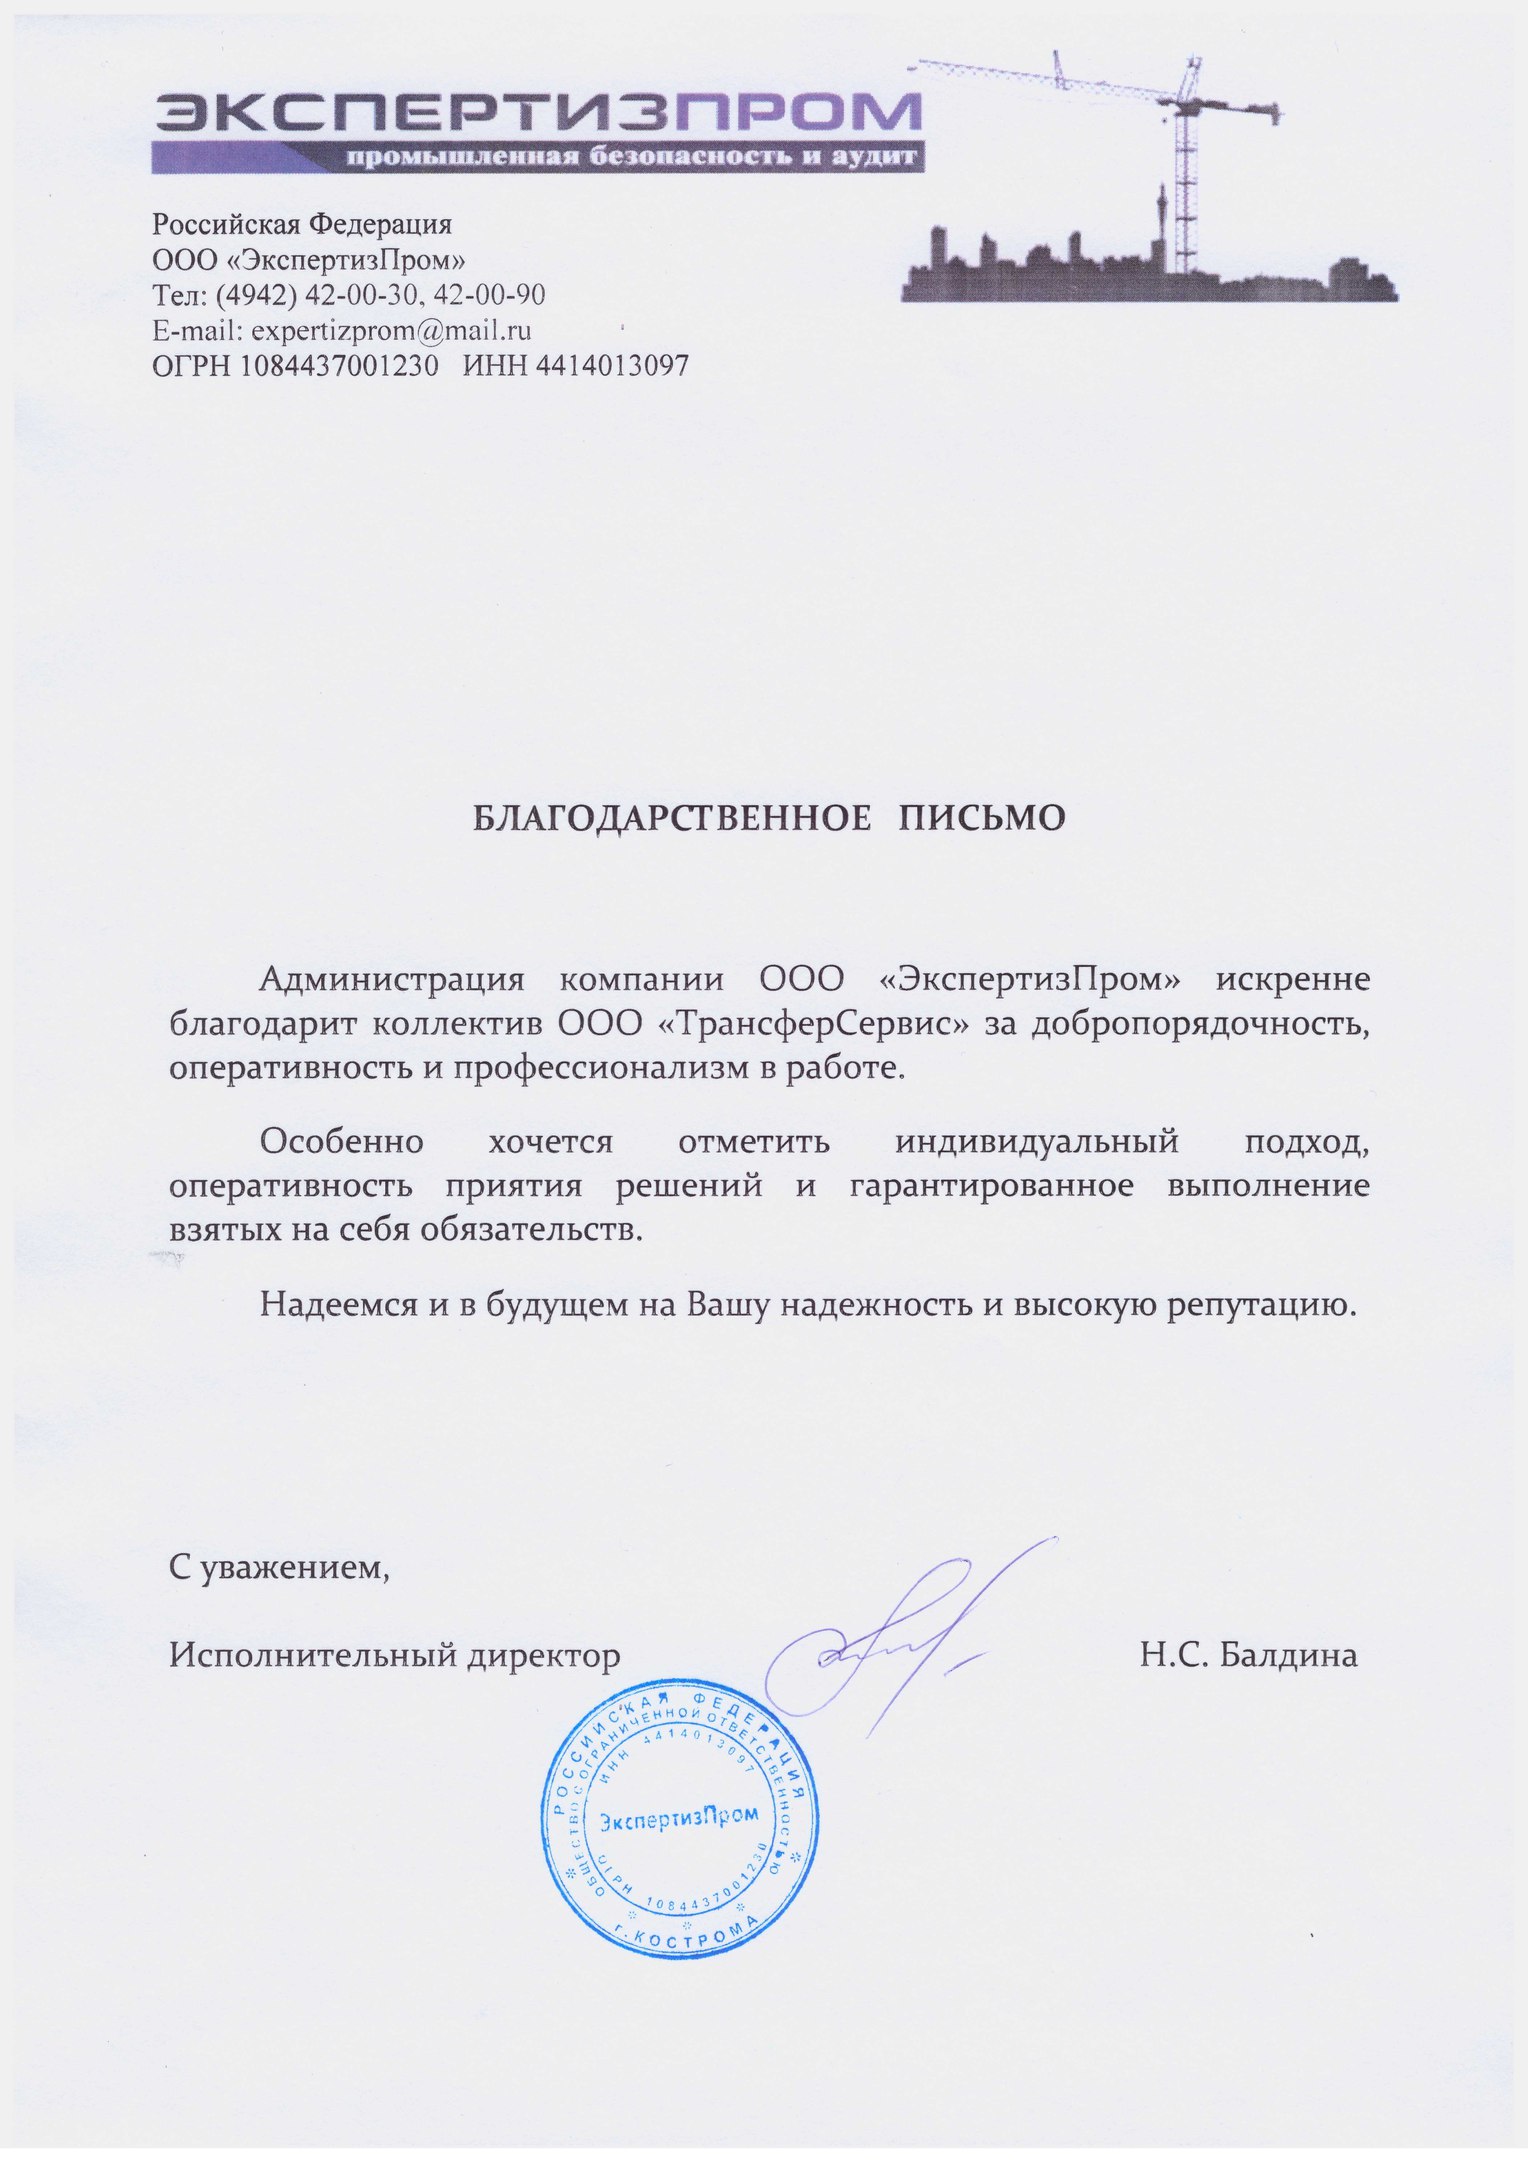 ЭКСПЕРТИЗПРОМ
промышленная безопасность и аудит
Российская Федерация
ООО «ЭкспертизПром»
Тел: (4942) 42-00-30, 42-00-90
E-mail: expertizprom@mail.ru
ОГРН 1084437001230 ИНН 4414013097
БЛАГОДАРСТВЕННОЕ ПИСЬМО
Администрация компании ООО «ЭкспертизПром» искренне
благодарит коллектив ООО «ТрансферСервис» за добропорядочность,
оперативность и профессионализм в работе.
Особенно хочется отметить индивидуальный подход,
оперативность приятия решений и гарантированное выполнение
взятых на себя обязательств.
Надеемся и в будущем на Вашу надежность и высокую репутацию.
С уважением,
Исполнительный директор Н.С. Балдина
РОССИЙСКАЯ ФЕДЕРАЦИЯ
ОБЩЕСТВО С ОГРАНИЧЕННОЙ ОТВЕТСТВЕННОСТЬЮ
ИНН 4414013097
ЭкспертизПром
ОГРН 1084437001230
г.КОСТРОМА